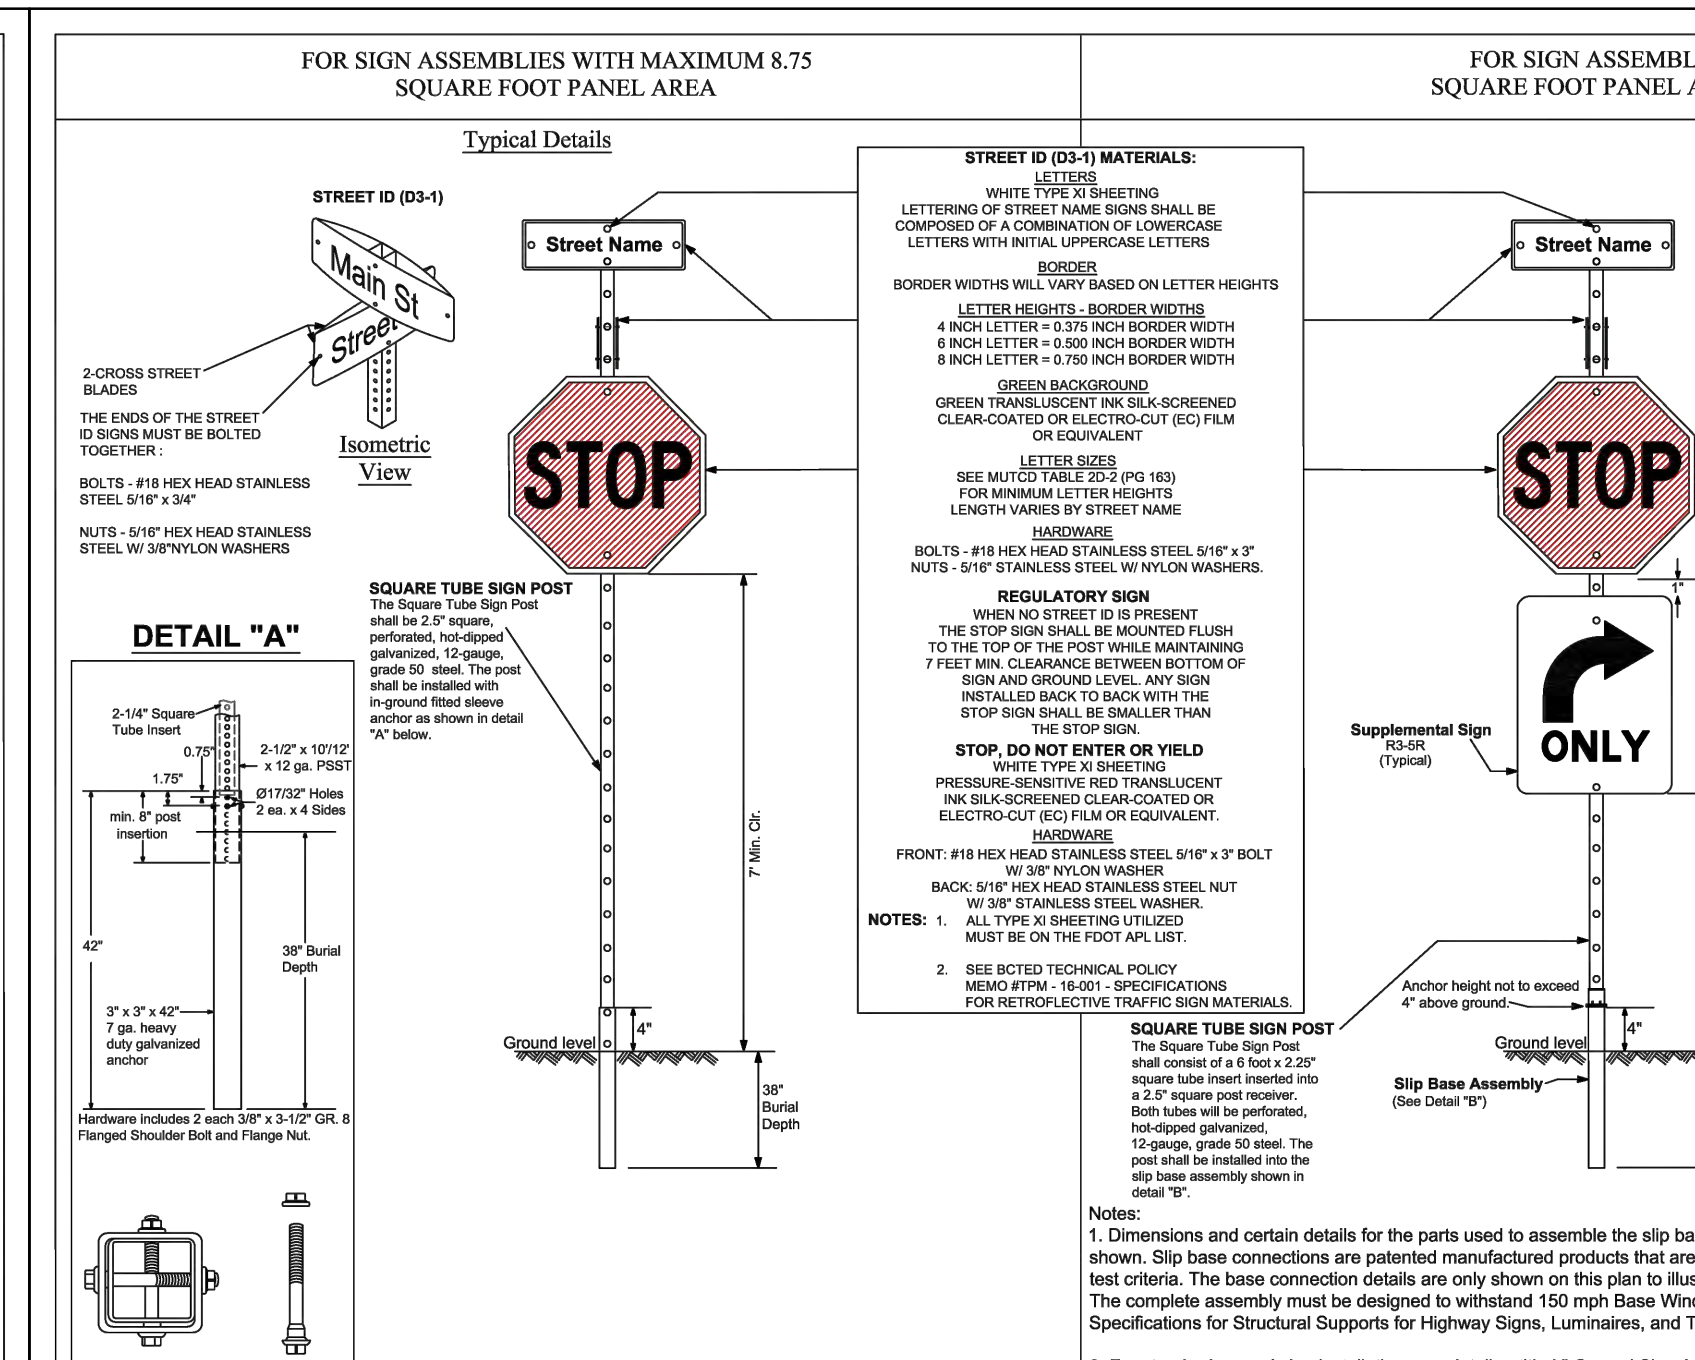 FOR SIGN ASSEMBLIES WITH MAXIMUM 8.75
SQUARE FOOT PANEL AREA
FOR SIGN ASSEMBL
SQUARE FOOT PANEL A
Typical Details
STREET ID (D3-1)
Main St
Street
2-CROSS STREET
BLADES
THE ENDS OF THE STREET
ID SIGNS MUST BE BOLTED
TOGETHER :
BOLTS - #18 HEX HEAD STAINLESS
STEEL 5/16" x 3/4"
NUTS - 5/16" HEX HEAD STAINLESS
STEEL W/ 3/8"NYLON WASHERS
Isometric
View
Street Name
STOP
SQUARE TUBE SIGN POST
The Square Tube Sign Post
shall be 2.5" square,
perforated, hot-dipped
galvanized, 12-gauge,
grade 50 steel. The post
shall be installed with
in-ground fitted sleeve
anchor as shown in detail
"A" below.
7' Min. Clr.
4"
Ground level
38"
Burial
Depth
DETAIL "A"
2-1/4" Square
Tube Insert
0.75"
2-1/2" x 10'/12'
x 12 ga. PSST
1.75"
Ø17/32" Holes
2 ea. x 4 Sides
min. 8" post
insertion
42"
38" Burial
Depth
3" x 3" x 42"
7 ga. heavy
duty galvanized
anchor
Hardware includes 2 each 3/8" x 3-1/2" GR. 8
Flanged Shoulder Bolt and Flange Nut.
STREET ID (D3-1) MATERIALS:
LETTERS
WHITE TYPE XI SHEETING
LETTERING OF STREET NAME SIGNS SHALL BE
COMPOSED OF A COMBINATION OF LOWERCASE
LETTERS WITH INITIAL UPPERCASE LETTERS
BORDER
BORDER WIDTHS WILL VARY BASED ON LETTER HEIGHTS
LETTER HEIGHTS - BORDER WIDTHS
4 INCH LETTER = 0.375 INCH BORDER WIDTH
6 INCH LETTER = 0.500 INCH BORDER WIDTH
8 INCH LETTER = 0.750 INCH BORDER WIDTH
GREEN BACKGROUND
GREEN TRANSLUSCENT INK SILK-SCREENED
CLEAR-COATED OR ELECTRO-CUT (EC) FILM
OR EQUIVALENT
LETTER SIZES
SEE MUTCD TABLE 2D-2 (PG 163)
FOR MINIMUM LETTER HEIGHTS
LENGTH VARIES BY STREET NAME
HARDWARE
BOLTS - #18 HEX HEAD STAINLESS STEEL 5/16" x 3"
NUTS - 5/16" STAINLESS STEEL W/ NYLON WASHERS.
REGULATORY SIGN
WHEN NO STREET ID IS PRESENT
THE STOP SIGN SHALL BE MOUNTED FLUSH
TO THE TOP OF THE POST WHILE MAINTAINING
7 FEET MIN. CLEARANCE BETWEEN BOTTOM OF
SIGN AND GROUND LEVEL. ANY SIGN
INSTALLED BACK TO BACK WITH THE
STOP SIGN SHALL BE SMALLER THAN
THE STOP SIGN.
STOP, DO NOT ENTER OR YIELD
WHITE TYPE XI SHEETING
PRESSURE-SENSITIVE RED TRANSLUCENT
INK SILK-SCREENED CLEAR-COATED OR
ELECTRO-CUT (EC) FILM OR EQUIVALENT.
HARDWARE
FRONT: #18 HEX HEAD STAINLESS STEEL 5/16" x 3" BOLT
W/ 3/8" NYLON WASHER
BACK: 5/16" HEX HEAD STAINLESS STEEL NUT
W/ 3/8" STAINLESS STEEL WASHER.
NOTES: 1. ALL TYPE XI SHEETING UTILIZED
MUST BE ON THE FDOT APL LIST.
2. SEE BCTED TECHNICAL POLICY
MEMO #TPM - 16-001 - SPECIFICATIONS
FOR RETROFLECTIVE TRAFFIC SIGN MATERIALS.
Street Name
STOP
1"
ONLY
Supplemental Sign
R3-5R
(Typical)
Anchor height not to exceed
4" above ground.
4"
Ground level
Slip Base Assembly
(See Detail "B")
SQUARE TUBE SIGN POST
The Square Tube Sign Post
shall consist of a 6 foot x 2.25"
square tube insert inserted into
a 2.5" square post receiver.
Both tubes will be perforated,
hot-dipped galvanized,
12-gauge, grade 50 steel. The
post shall be installed into the
slip base assembly shown in
detail "B".
Notes:
1. Dimensions and certain details for the parts used to assemble the slip ba
shown. Slip base connections are patented manufactured products that are
test criteria. The base connection details are only shown on this plan to illus
The complete assembly must be designed to withstand 150 mph Base Win
Specifications for Structural Supports for Highway Signs, Luminaires, and T